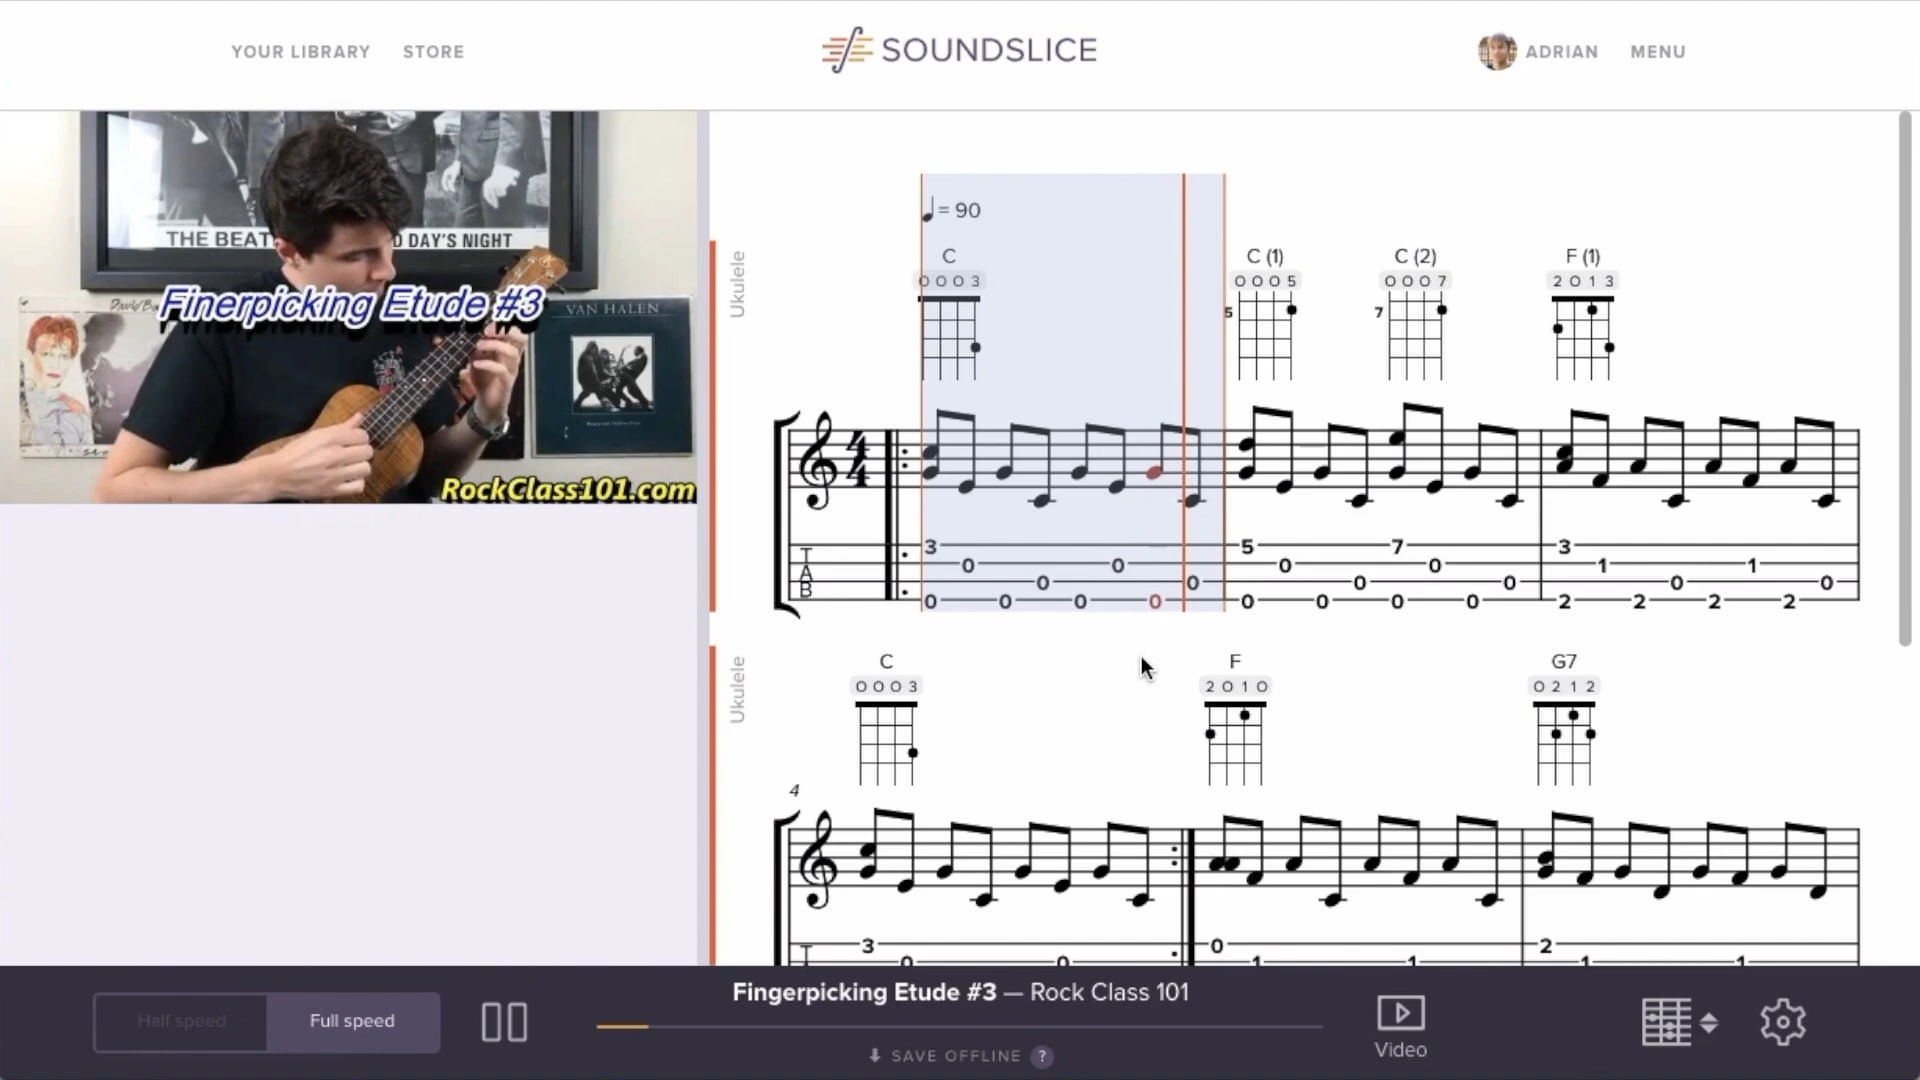 YOUR LIBRARY STORE SOUNDSLICE ADRIAN MENU
THE BEAT D DAY'S NIGHT
Finerpicking Etude #3
VAN HALEN
RockClass101.com
Ukulele
= 90
C C (1) C (2) F (1)
0 0 0 3 0 0 0 5 0 0 0 7 2 0 1 3
5 7
4
4
T 3 5 7 3
A 0 0 0 0 1 1
B 0 0 0 0 0 0
0 0 0 0 0 0 0 0 2 2 2 2
Ukulele
C F G7
0 0 0 3 2 0 1 0 0 2 1 2
4
T 3 0 2
0 0 1 1 1 1
Half speed Full speed
Fingerpicking Etude #3 — Rock Class 101
SAVE OFFLINE ?
Video